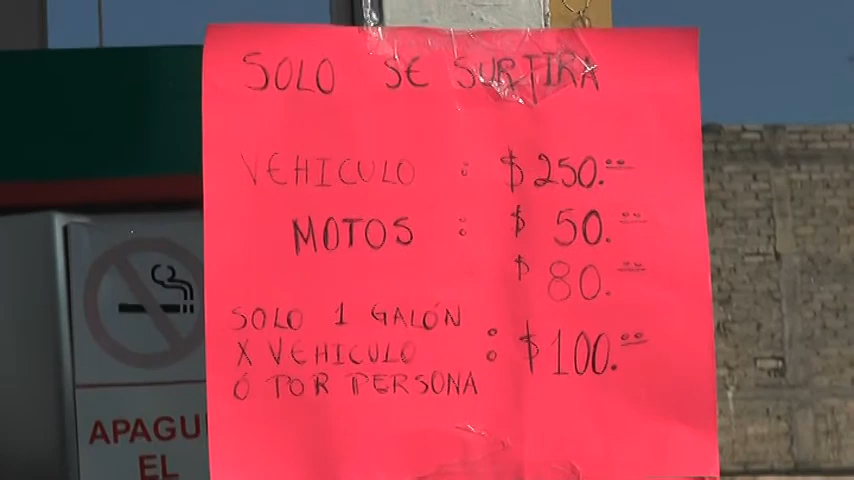 SOLO SE SURTIRA
VEHICULO : $250.00
MOTOS : $ 50.00
$ 80.00
SOLO 1 GALÓN
X VEHICULO : $100.00
Ó POR PERSONA
APAGU
EL